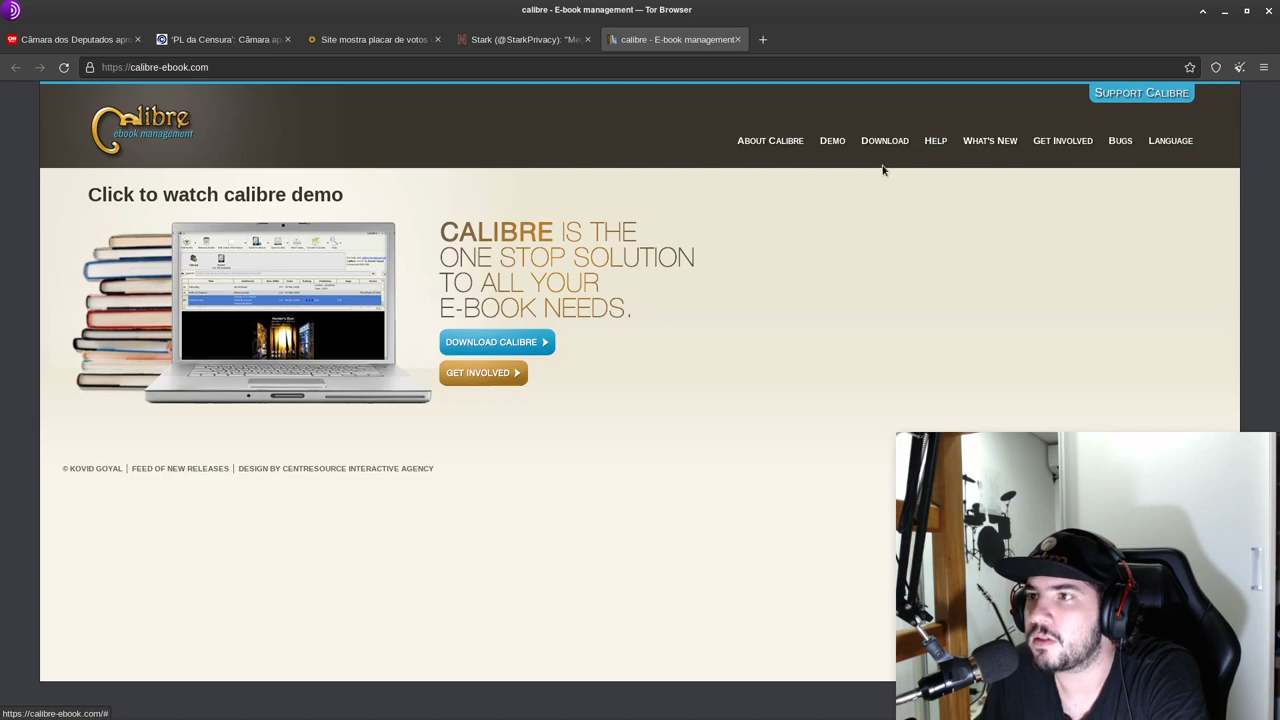 calibre - E-book management — Tor Browser
Câmara dos Deputados apro
'PL da Censura': Câmara ap
Site mostra placar de votos
Stark (@StarkPrivacy): "Me
calibre - E-book management
https://calibre-ebook.com
SUPPORT CALIBRE
Calibre
ebook management
ABOUT CALIBRE DEMO DOWNLOAD HELP WHAT'S NEW GET INVOLVED BUGS LANGUAGE
Click to watch calibre demo
CALIBRE IS THE
ONE STOP SOLUTION
TO ALL YOUR
E-BOOK NEEDS.
DOWNLOAD CALIBRE
GET INVOLVED
© KOVID GOYAL | FEED OF NEW RELEASES | DESIGN BY CENTRESOURCE INTERACTIVE AGENCY
https://calibre-ebook.com/#